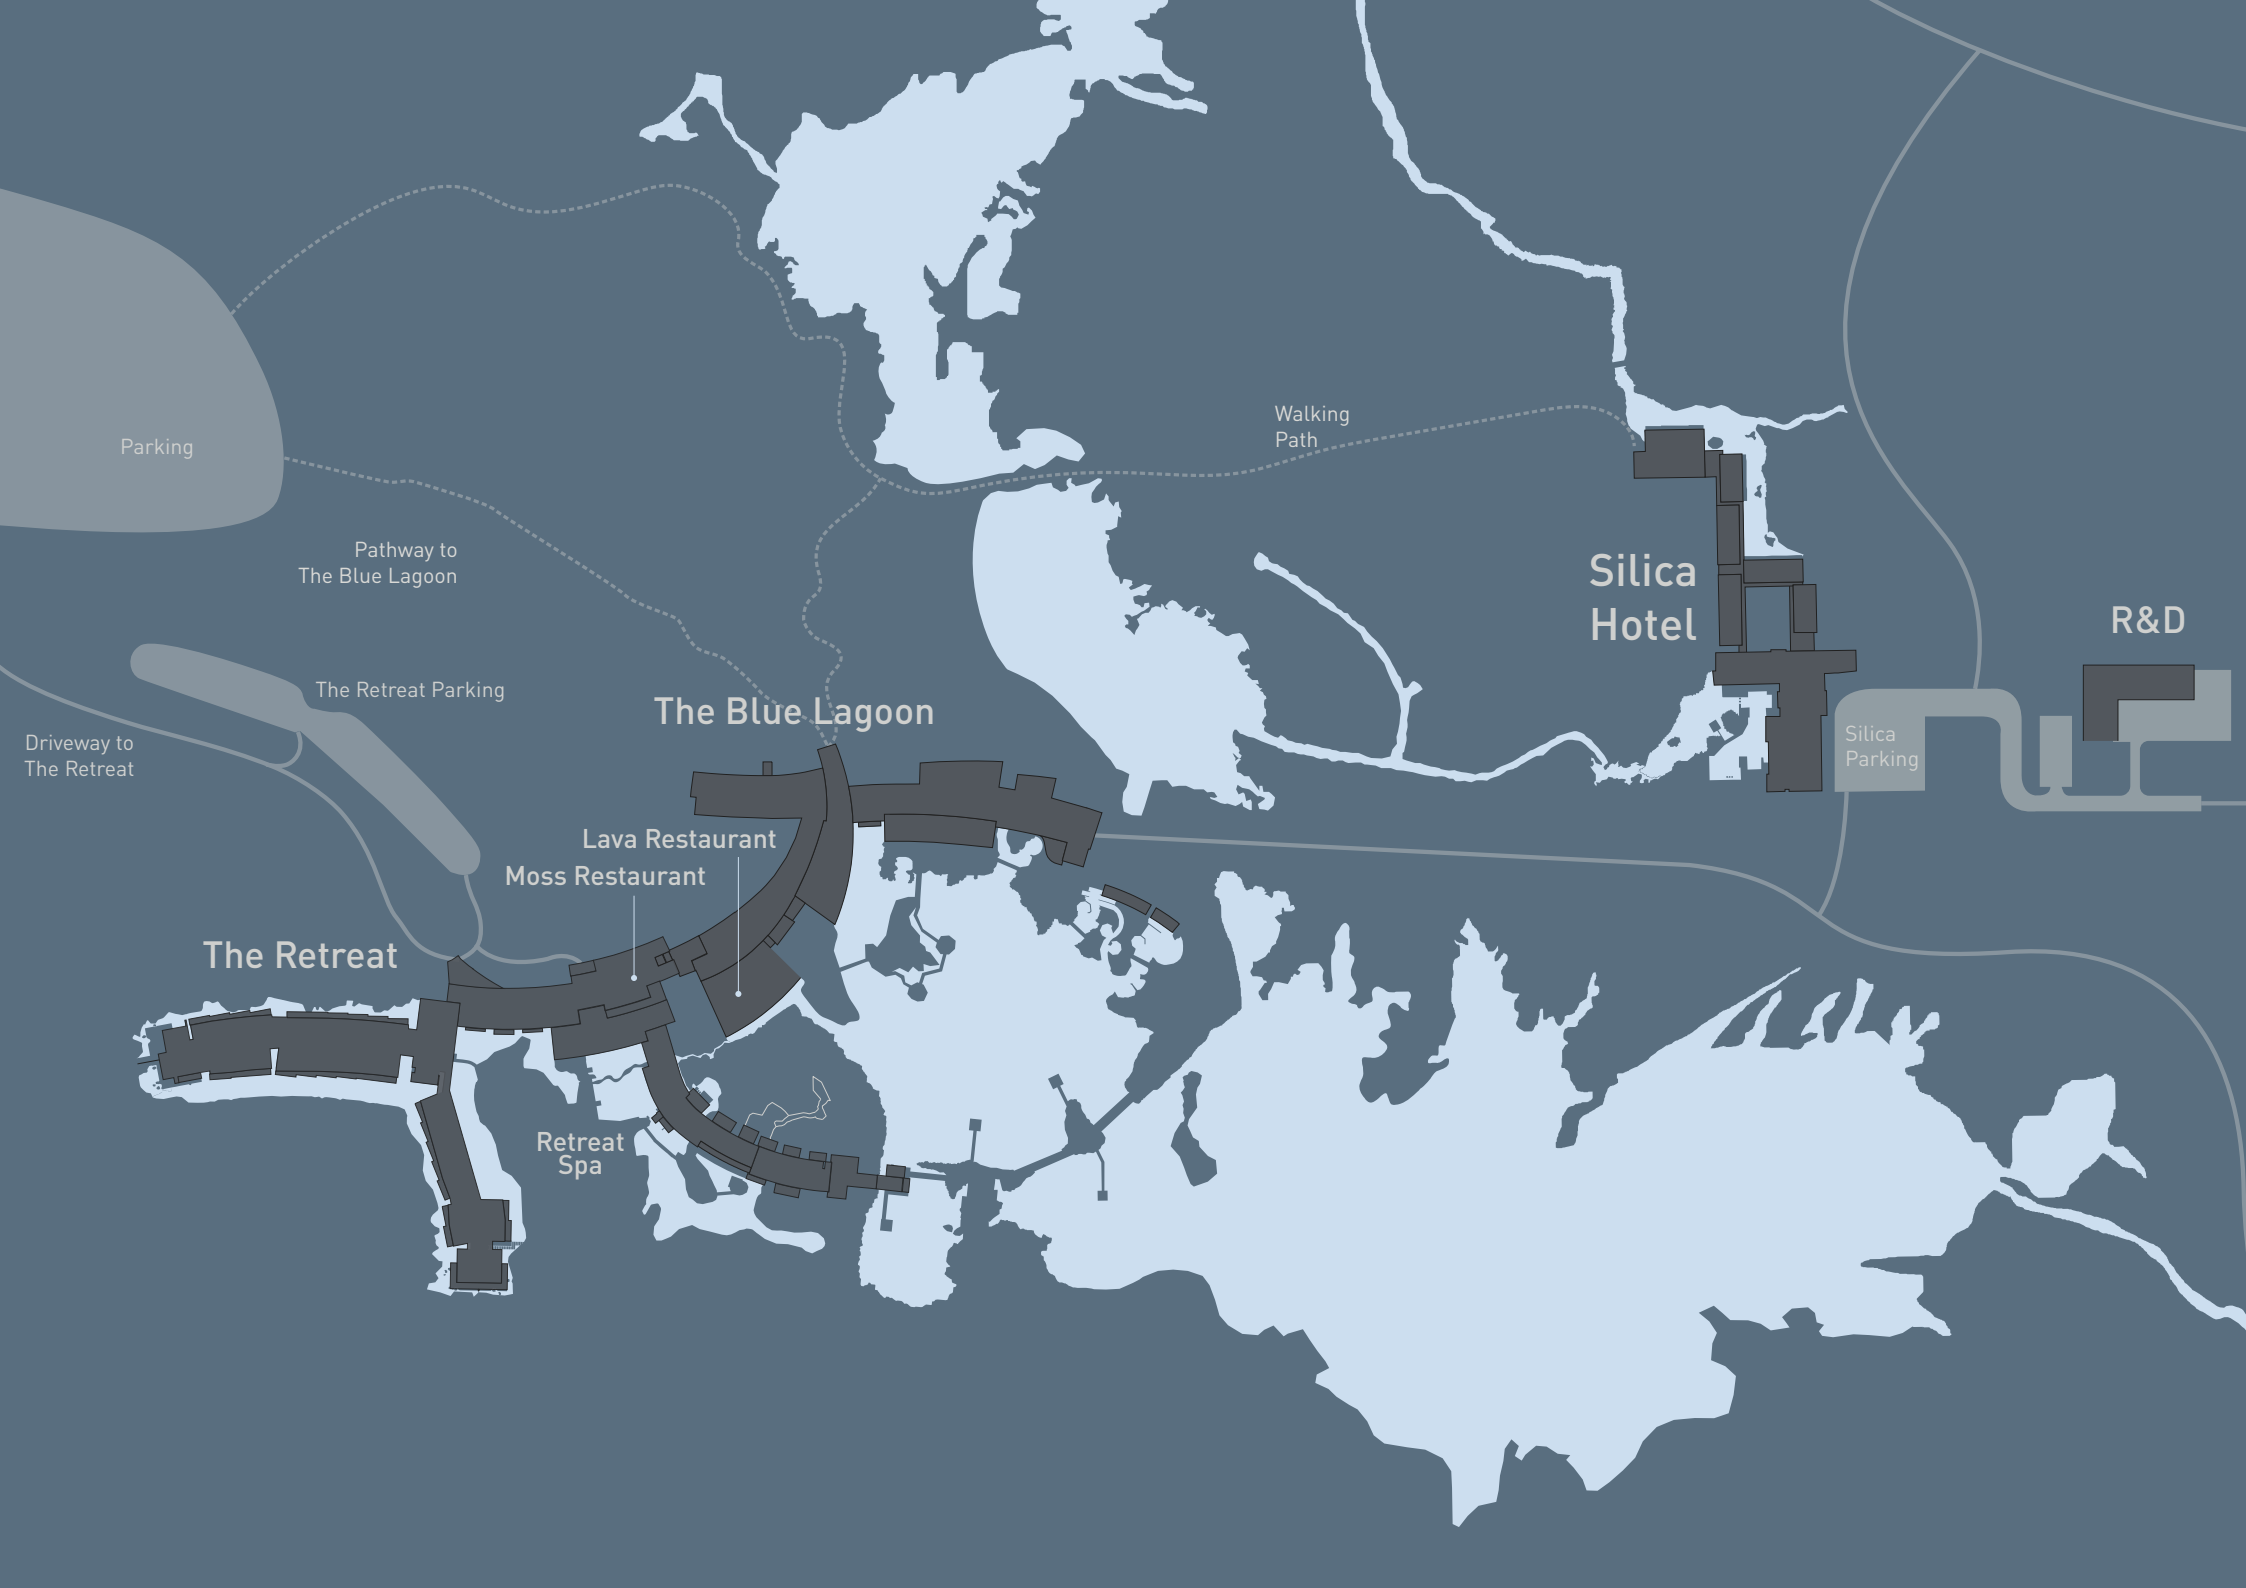 Walking
Path
Parking
Pathway to
The Blue Lagoon
Silica
Hotel
R&D
The Retreat Parking
The Blue Lagoon
Driveway to
The Retreat
Silica
Parking
Lava Restaurant
Moss Restaurant
The Retreat
Retreat
Spa